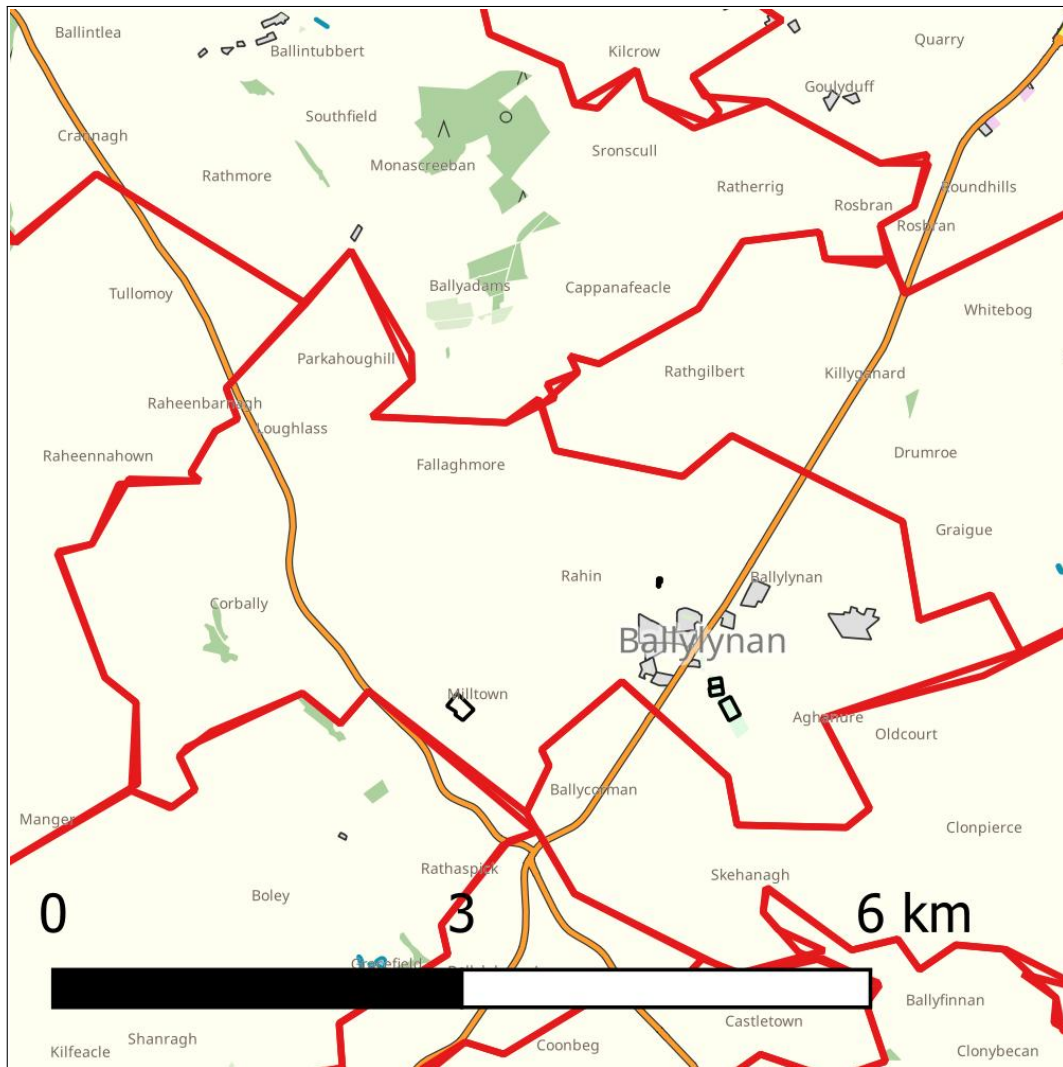 Ballintlea
Ballintubbert
Kilcrow
Quarry
Goulyduff
Southfield
Crannagh
Sronscull
Monascreeban
Rathmore
Ratherrig
Roundhills
Rosbran
Rosbran
Tullomoy
Ballyadams
Cappanafeacle
Whitebog
Parkahoughill
Rathgilbert
Killyganard
Raheenbarnagh
Loughlass
Raheennahown
Fallaghmore
Drumroe
Graigue
Rahin
Ballylynan
Corbally
Ballylynan
Milltown
Oldcourt
Ballycorman
Manger
Clonpierce
Rathaspick
Skehanagh
Boley
0
3
6 km
Gracefield
Ballyfinnan
Castletown
Shanragh
Coonbeg
Kilfeacle
Clonybecan